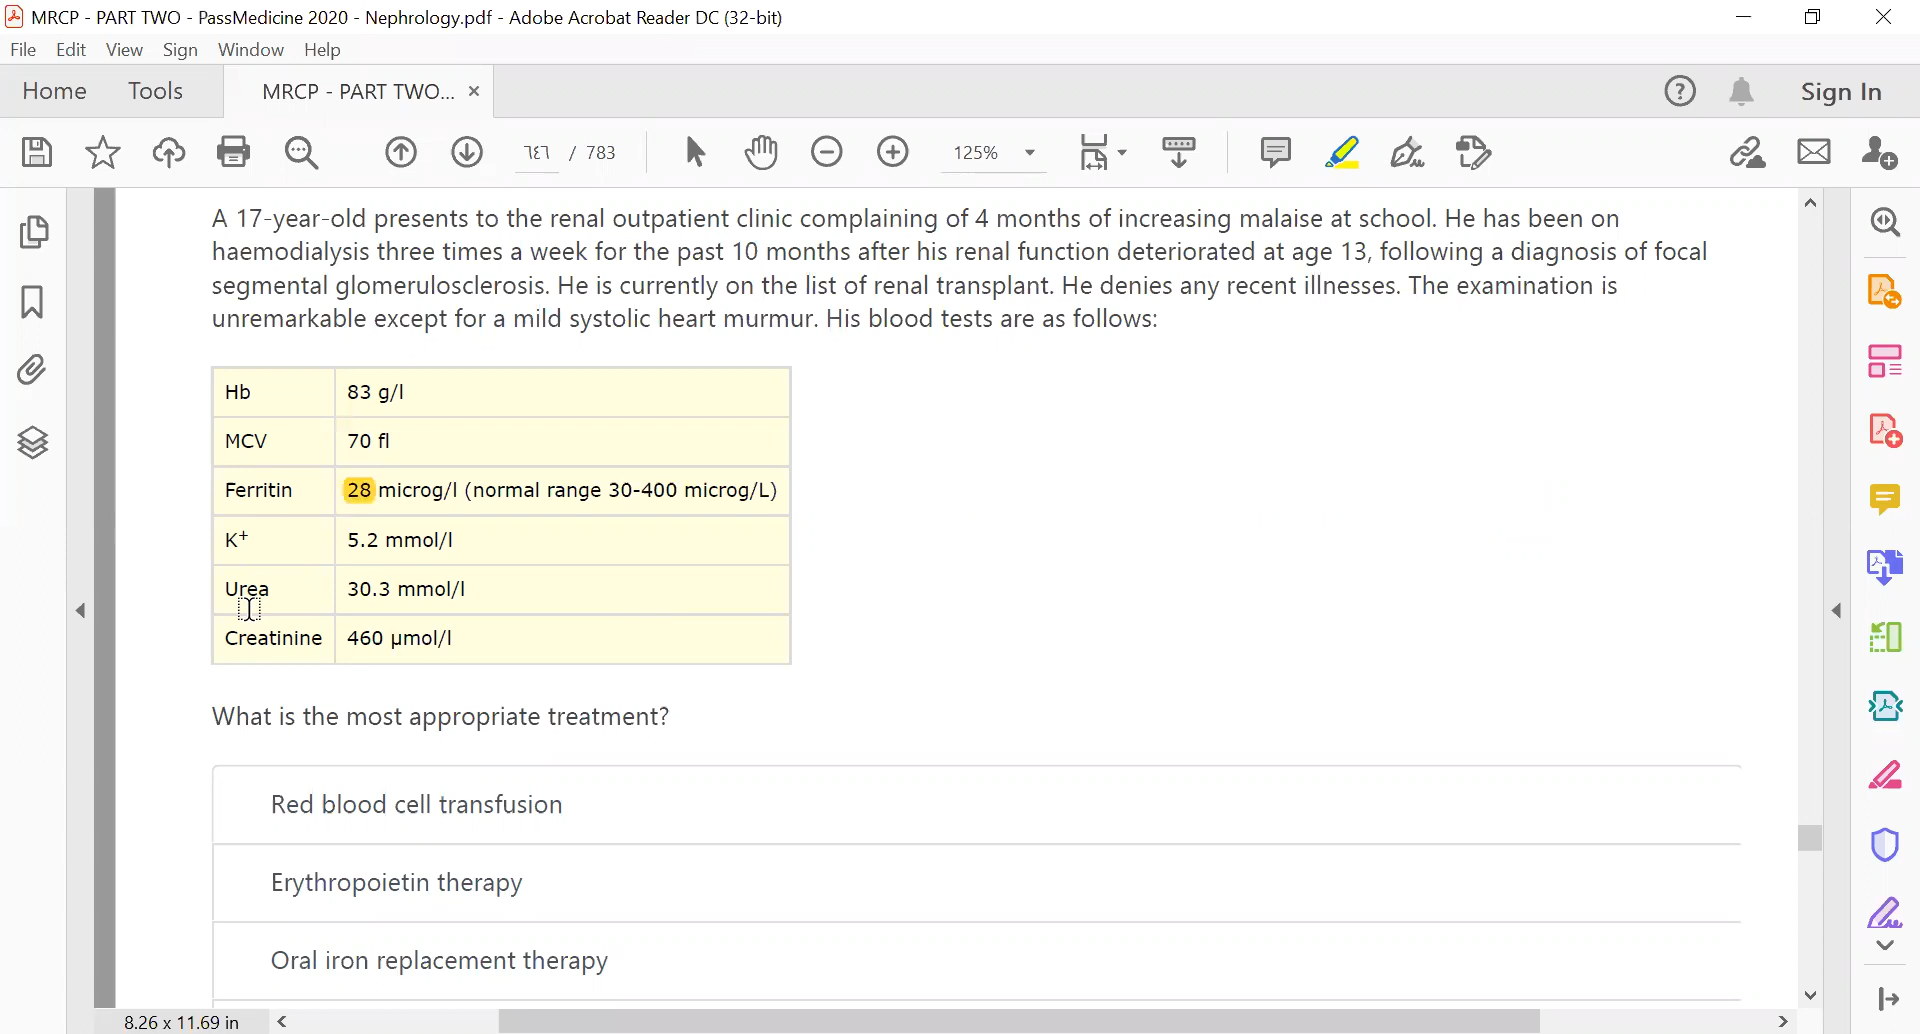 MRCP - PART TWO - PassMedicine 2020 - Nephrology.pdf - Adobe Acrobat Reader DC (32-bit)
File Edit View Sign Window Help
Home Tools MRCP - PART TWO... × Sign In
٦٤٦ / 783 125%
A 17-year-old presents to the renal outpatient clinic complaining of 4 months of increasing malaise at school. He has been on
haemodialysis three times a week for the past 10 months after his renal function deteriorated at age 13, following a diagnosis of focal
segmental glomerulosclerosis. He is currently on the list of renal transplant. He denies any recent illnesses. The examination is
unremarkable except for a mild systolic heart murmur. His blood tests are as follows:
Hb 83 g/l
MCV 70 fl
Ferritin 28 microg/l (normal range 30-400 microg/L)
K+ 5.2 mmol/l
Urea 30.3 mmol/l
Creatinine 460 µmol/l
What is the most appropriate treatment?
Red blood cell transfusion
Erythropoietin therapy
Oral iron replacement therapy
8.26 x 11.69 in